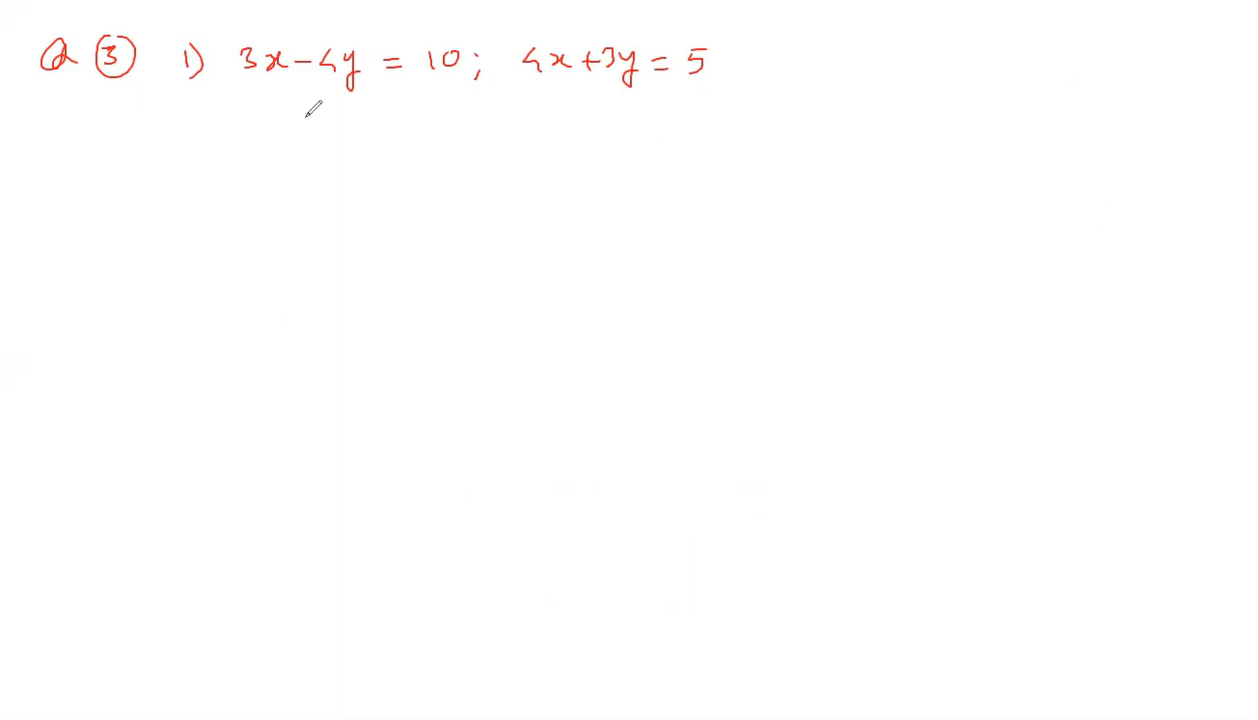 Q ③ 1) 3x - 4y = 10 ; 4x + 3y = 5